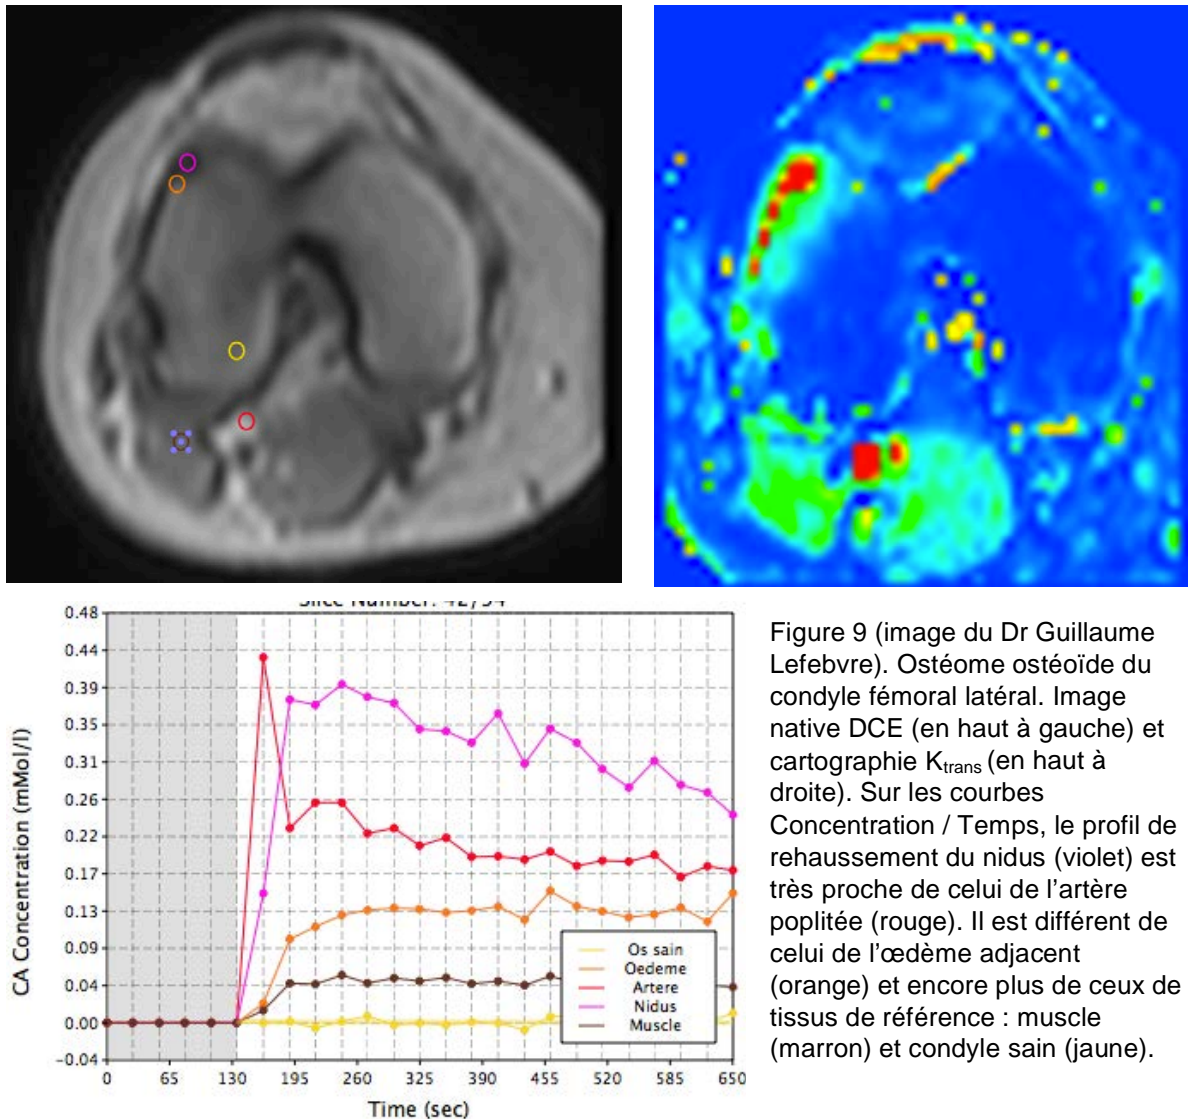 Slice Number: 42/54
0.48
0.44
0.39
0.35
0.31
0.26
0.22
0.17
0.13
0.09
0.04
0.00
-0.04
CA Concentration (mMol/l)
Os sain
Oedeme
Artere
Nidus
Muscle
0 65 130 195 260 325 390 455 520 585 650
Time (sec)
Figure 9 (image du Dr Guillaume
Lefebvre). Ostéome ostéoïde du
condyle fémoral latéral. Image
native DCE (en haut à gauche) et
cartographie Ktrans (en haut à
droite). Sur les courbes
Concentration / Temps, le profil de
rehaussement du nidus (violet) est
très proche de celui de l’artère
poplitée (rouge). Il est différent de
celui de l’œdème adjacent
(orange) et encore plus de ceux de
tissus de référence : muscle
(marron) et condyle sain (jaune).